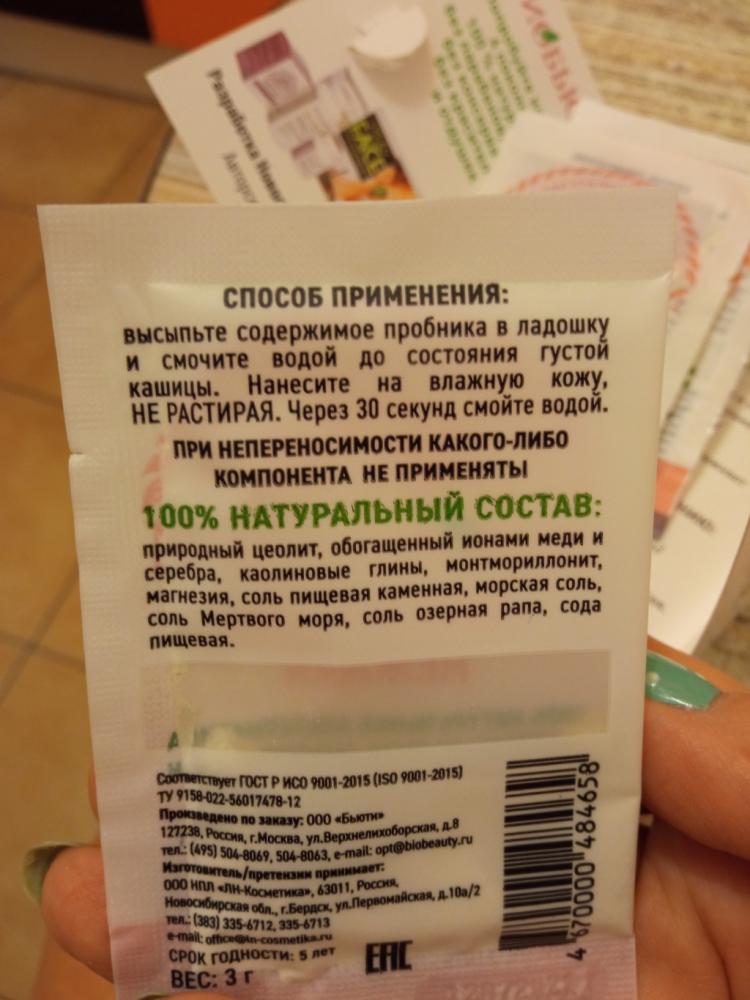 Разработка
FACE
СПОСОБ ПРИМЕНЕНИЯ:
высыпьте содержимое пробника в ладошку
и смочите водой до состояния густой
кашицы. Нанесите на влажную кожу,
НЕ РАСТИРАЯ. Через 30 секунд смойте водой.
ПРИ НЕПЕРЕНОСИМОСТИ КАКОГО-ЛИБО
КОМПОНЕНТА НЕ ПРИМЕНЯТЫ
100% НАТУРАЛЬНЫЙ СОСТАВ:
природный цеолит, обогащенный ионами меди и
серебра, каолиновые глины, монтмориллонит,
магнезия, соль пищевая каменная, морская соль,
соль Мертвого моря, соль озерная рапа, сода
пищевая.
Соответствует ГОСТ Р ИСО 9001-2015 (ISO 9001-2015)
ТУ 9158-022-56017478-12
Произведено по заказу: ООО «Бьюти»
127238, Россия, г.Москва, ул.Верхнелихоборская, д.8
тел.: (495) 504-8069, 504-8063, e-mail: opt@biobeauty.ru
Изготовитель/претензии принимает:
ООО НПЛ «ЛН-Косметика», 63011, Россия,
Новосибирская обл., г.Бердск, ул.Первомайская, д.10а/2
тел.: (383) 335-6712, 335-6713
e-mail: office@ln-cosmetika.ru
СРОК ГОДНОСТИ: 5 лет
ВЕС: 3 г
EAC
4 670000 484658